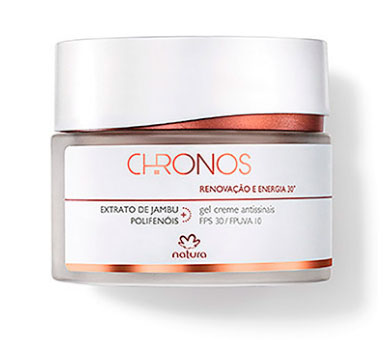 CHRONOS
RENOVAÇÃO E ENERGIA 30+
EXTRATO DE JAMBU + gel creme antissinais
POLIFENÓIS FPS 30 / FPUVA 10
natura